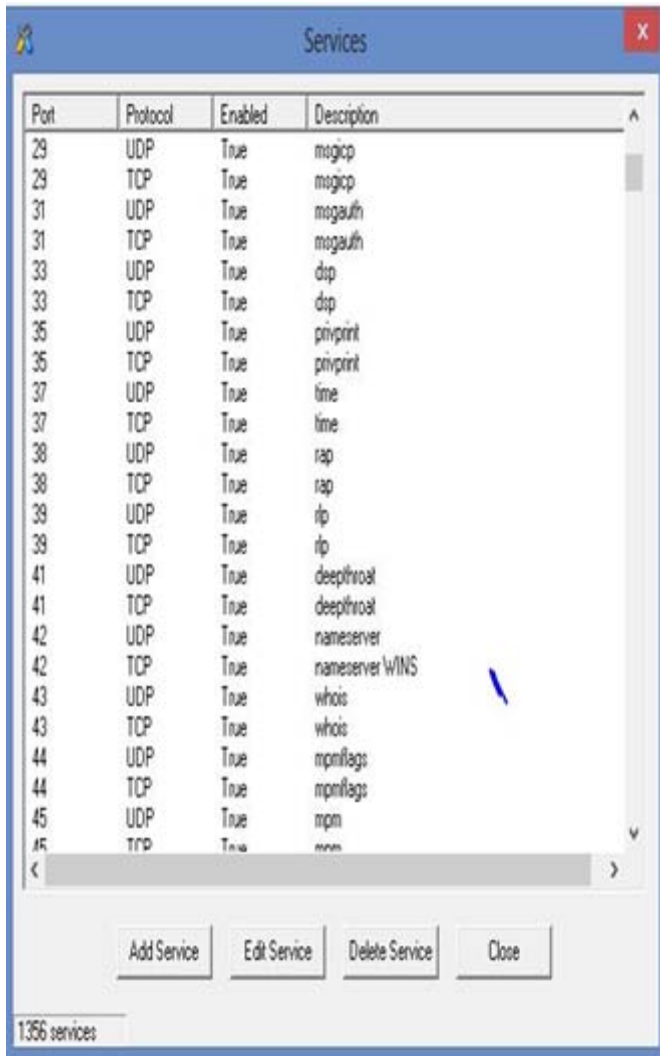 Services
X
Port Protocol Enabled Description
29 UDP True msgicp
29 TCP True msgicp
31 UDP True msgauth
31 TCP True msgauth
33 UDP True dsp
33 TCP True dsp
35 UDP True privprint
35 TCP True privprint
37 UDP True time
37 TCP True time
38 UDP True rap
38 TCP True rap
39 UDP True rlp
39 TCP True rlp
41 UDP True deepthroat
41 TCP True deepthroat
42 UDP True nameserver
42 TCP True nameserver WINS
43 UDP True whois
43 TCP True whois
44 UDP True mpmflags
44 TCP True mpmflags
45 UDP True mpm
45 TCP True mpm
Add Service Edit Service Delete Service Close
1356 services